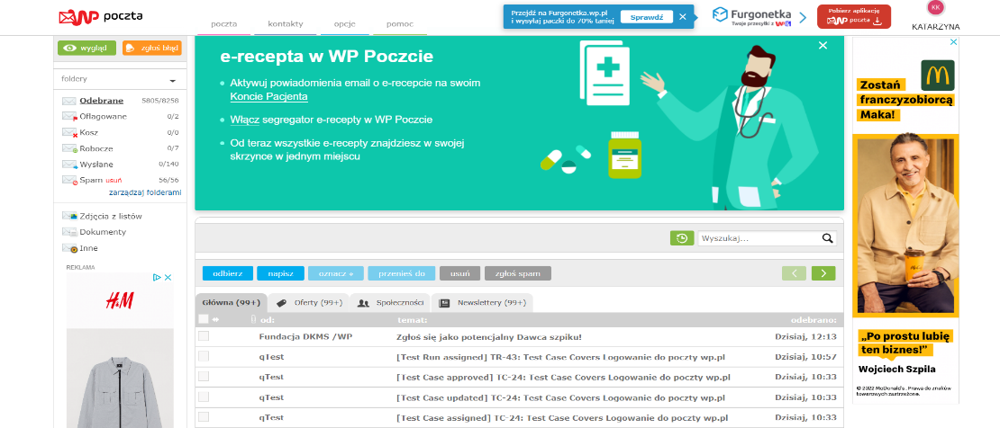 poczta
poczta kontakty opcje pomoc
Przejdź na Furgonetka.wp.pl
i wysyłaj paczki do 70% taniej
Sprawdź
Furgonetka
Twoje przesyłki z WP
Pobierz aplikację
WP poczta
KK
KATARZYNA
wygląd
zgłoś błąd
foldery
Odebrane 5805/8258
Oflagowane 0/2
Kosz 0/0
Robocze 0/7
Wysłane 0/140
Spam usuń 56/56
zarządzaj folderami
Zdjęcia z listów
Dokumenty
Inne
REKLAMA
H&M
e-recepta w WP Poczcie
Aktywuj powiadomienia email o e-recepcie na swoim
Koncie Pacjenta
Włącz segregator e-recepty w WP Poczcie
Od teraz wszystkie e-recepty znajdziesz w swojej
skrzynce w jednym miejscu
Wyszukaj...
odbierz napisz oznacz przenieś do usuń zgłoś spam
Główna (99+) Oferty (99+) Społeczności Newslettery (99+)
od: temat: odebrano:
Fundacja DKMS /WP Zgłoś się jako potencjalny Dawca szpiku! Dzisiaj, 12:13
qTest [Test Run assigned] TR-43: Test Case Covers Logowanie do poczty wp.pl Dzisiaj, 10:57
qTest [Test Case approved] TC-24: Test Case Covers Logowanie do poczty wp.pl Dzisiaj, 10:33
qTest [Test Case updated] TC-24: Test Case Covers Logowanie do poczty wp.pl Dzisiaj, 10:33
qTest [Test Case assigned] TC-24: Test Case Covers Logowanie do poczty wp.pl Dzisiaj, 10:33
Zostań
franczyzobiorcą
Maka!
„Po prostu lubię
ten biznes!”
Wojciech Szpila
© 2022 McDonald's. Prawa do znaków
towarowych zastrzeżone.